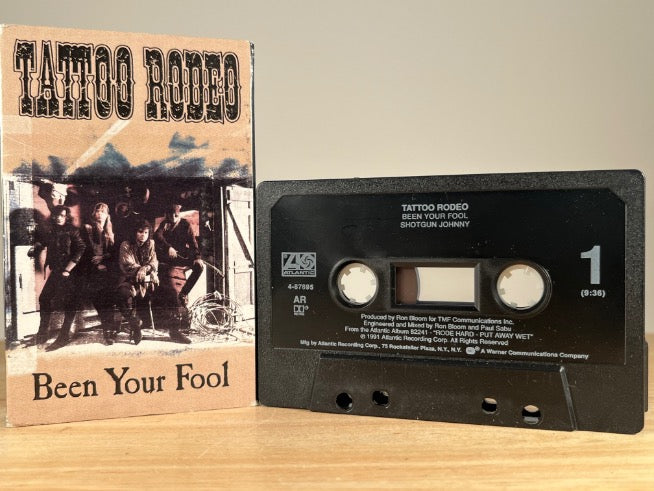 TATTOO RODEO
Been Your Fool
TATTOO RODEO
BEEN YOUR FOOL
SHOTGUN JOHNNY
ATLANTIC
4-87695
AR
1
(9:36)
Produced by Ron Bloom for TMF Communications Inc.
Engineered and Mixed by Ron Bloom and Paul Sabu
From the Atlantic Album 82241 - "RODE HARD - PUT AWAY WET"
℗ 1991 Atlantic Recording Corp. All Rights Reserved
Mfg by Atlantic Recording Corp., 75 Rockefeller Plaza, N.Y., N.Y. A Warner Communications Company